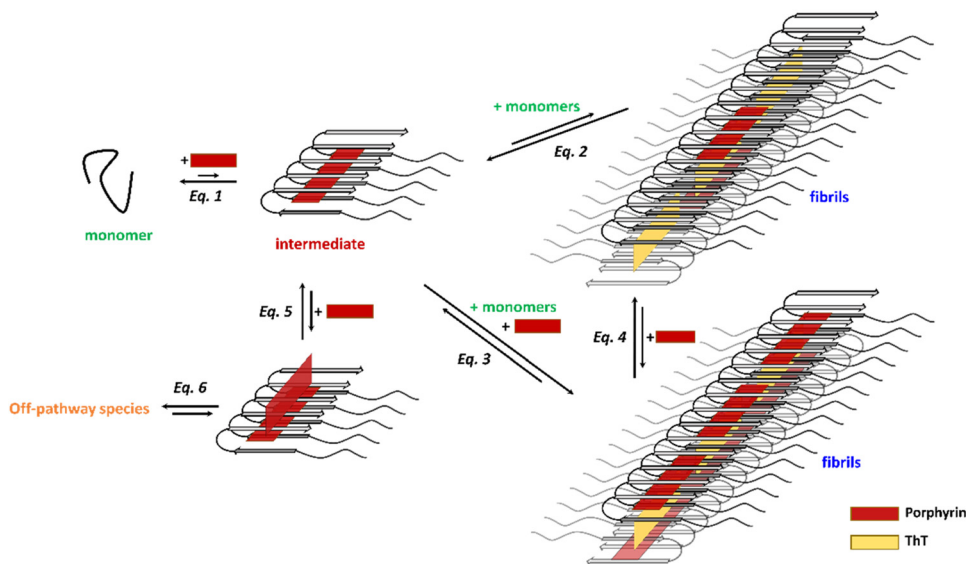 + monomers
Eq. 2
+
Eq. 1
monomer
intermediate
fibrils
Eq. 5
+
+ monomers
+
Eq. 3
Eq. 4
+
Eq. 6
Off-pathway species
fibrils
Porphyrin
ThT